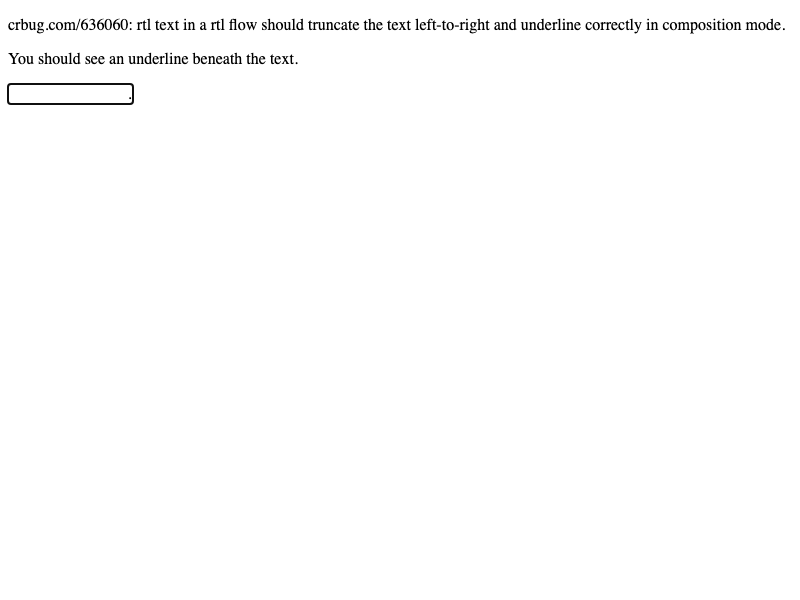 crbug.com/636060: rtl text in a rtl flow should truncate the text left-to-right and underline correctly in composition mode.
You should see an underline beneath the text.